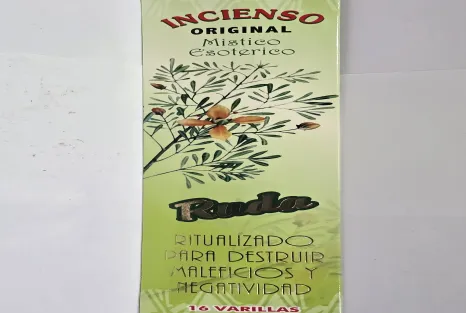 INCIENSO
ORIGINAL
Mistico
Esoterico
Ruda
RITUALIZADO
PARA DESTRUIR
MALEFICIOS Y
NEGATIVIDAD
16 VARILLAS